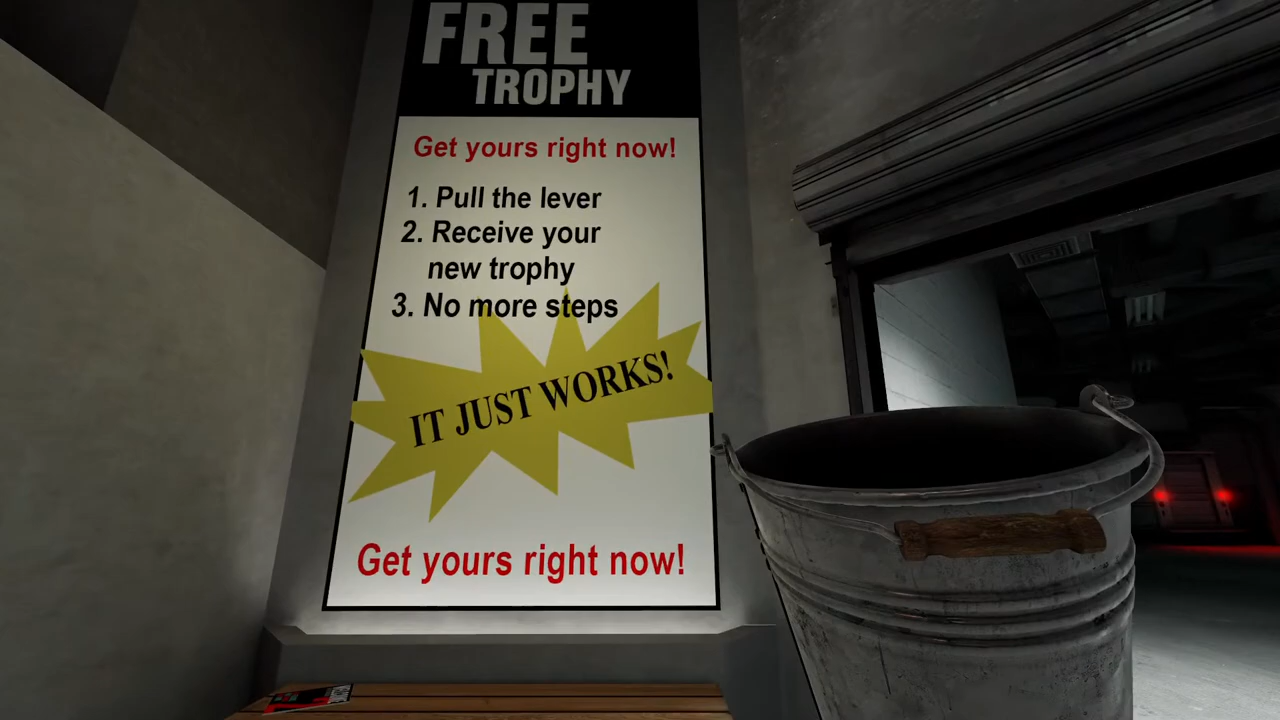 FREE
TROPHY
Get yours right now!
1. Pull the lever
2. Receive your
new trophy
3. No more steps
IT JUST WORKS!
Get yours right now!